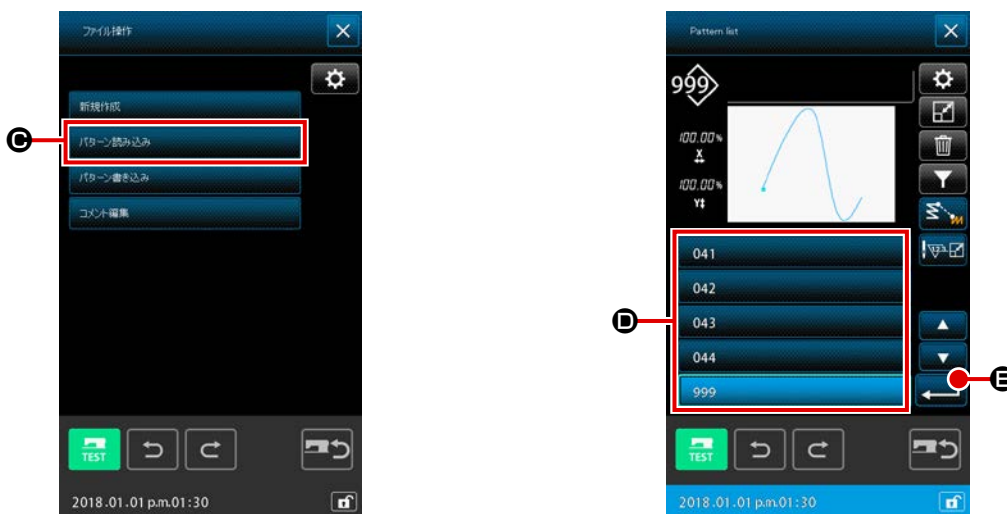 ファイル操作
新規作成
C
パターン読み込み
パターン書き込み
コメント編集
TEST
2018.01.01 p.m.01:30
Pattern list
999
100.00%
X
100.00%
Y
D
041
042
043
044
999
E
TEST
2018.01.01 p.m.01:30